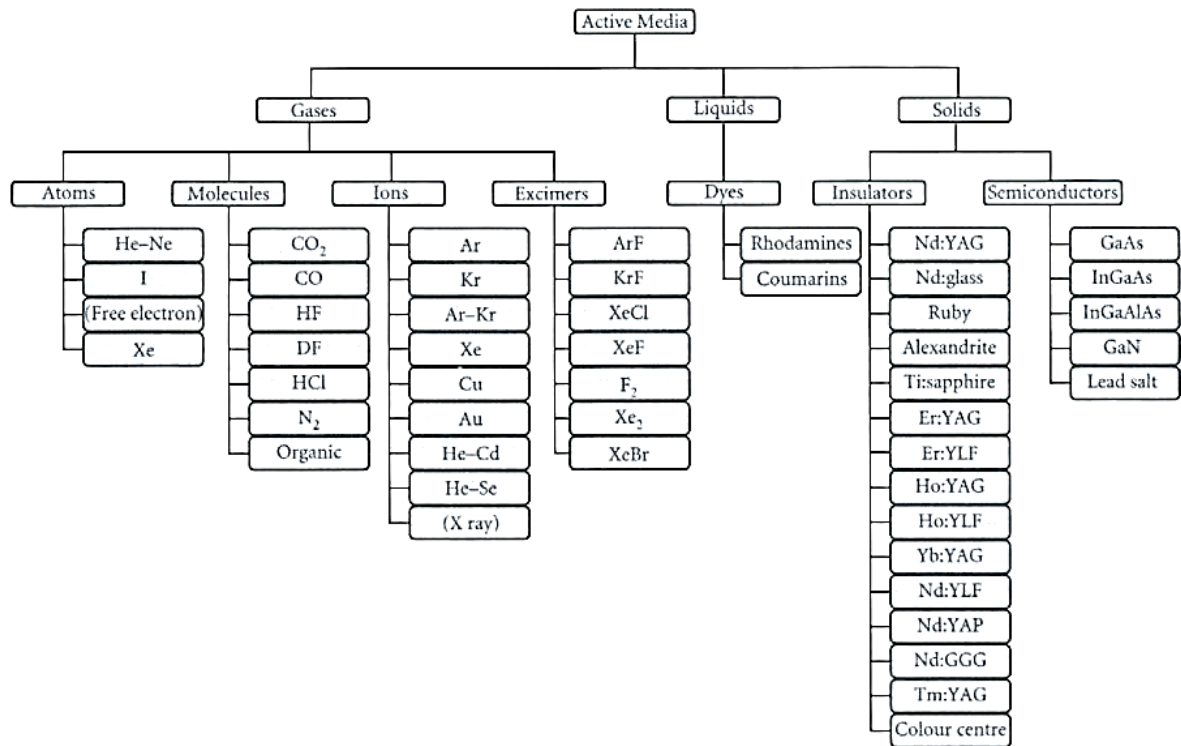 Active Media
Gases
Liquids
Solids
Atoms
Molecules
Ions
Excimers
Dyes
Insulators
Semiconductors
He–Ne
I
(Free electron)
Xe
CO₂
CO
HF
DF
HCl
N₂
Organic
Ar
Kr
Ar–Kr
Xe
Cu
Au
He–Cd
He–Se
(X ray)
ArF
KrF
XeCl
XeF
F₂
Xe₂
XeBr
Rhodamines
Coumarins
Nd:YAG
Nd:glass
Ruby
Alexandrite
Ti:sapphire
Er:YAG
Er:YLF
Ho:YAG
Ho:YLF
Yb:YAG
Nd:YLF
Nd:YAP
Nd:GGG
Tm:YAG
Colour centre
GaAs
InGaAs
InGaAlAs
GaN
Lead salt